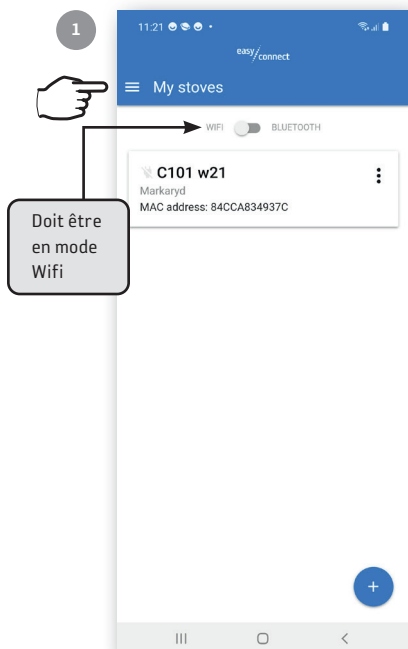 1
11:21
easy/connect
My stoves
WIFI BLUETOOTH
C101 w21
Markaryd
MAC address: 84CCA834937C
Doit être
en mode
Wifi
+